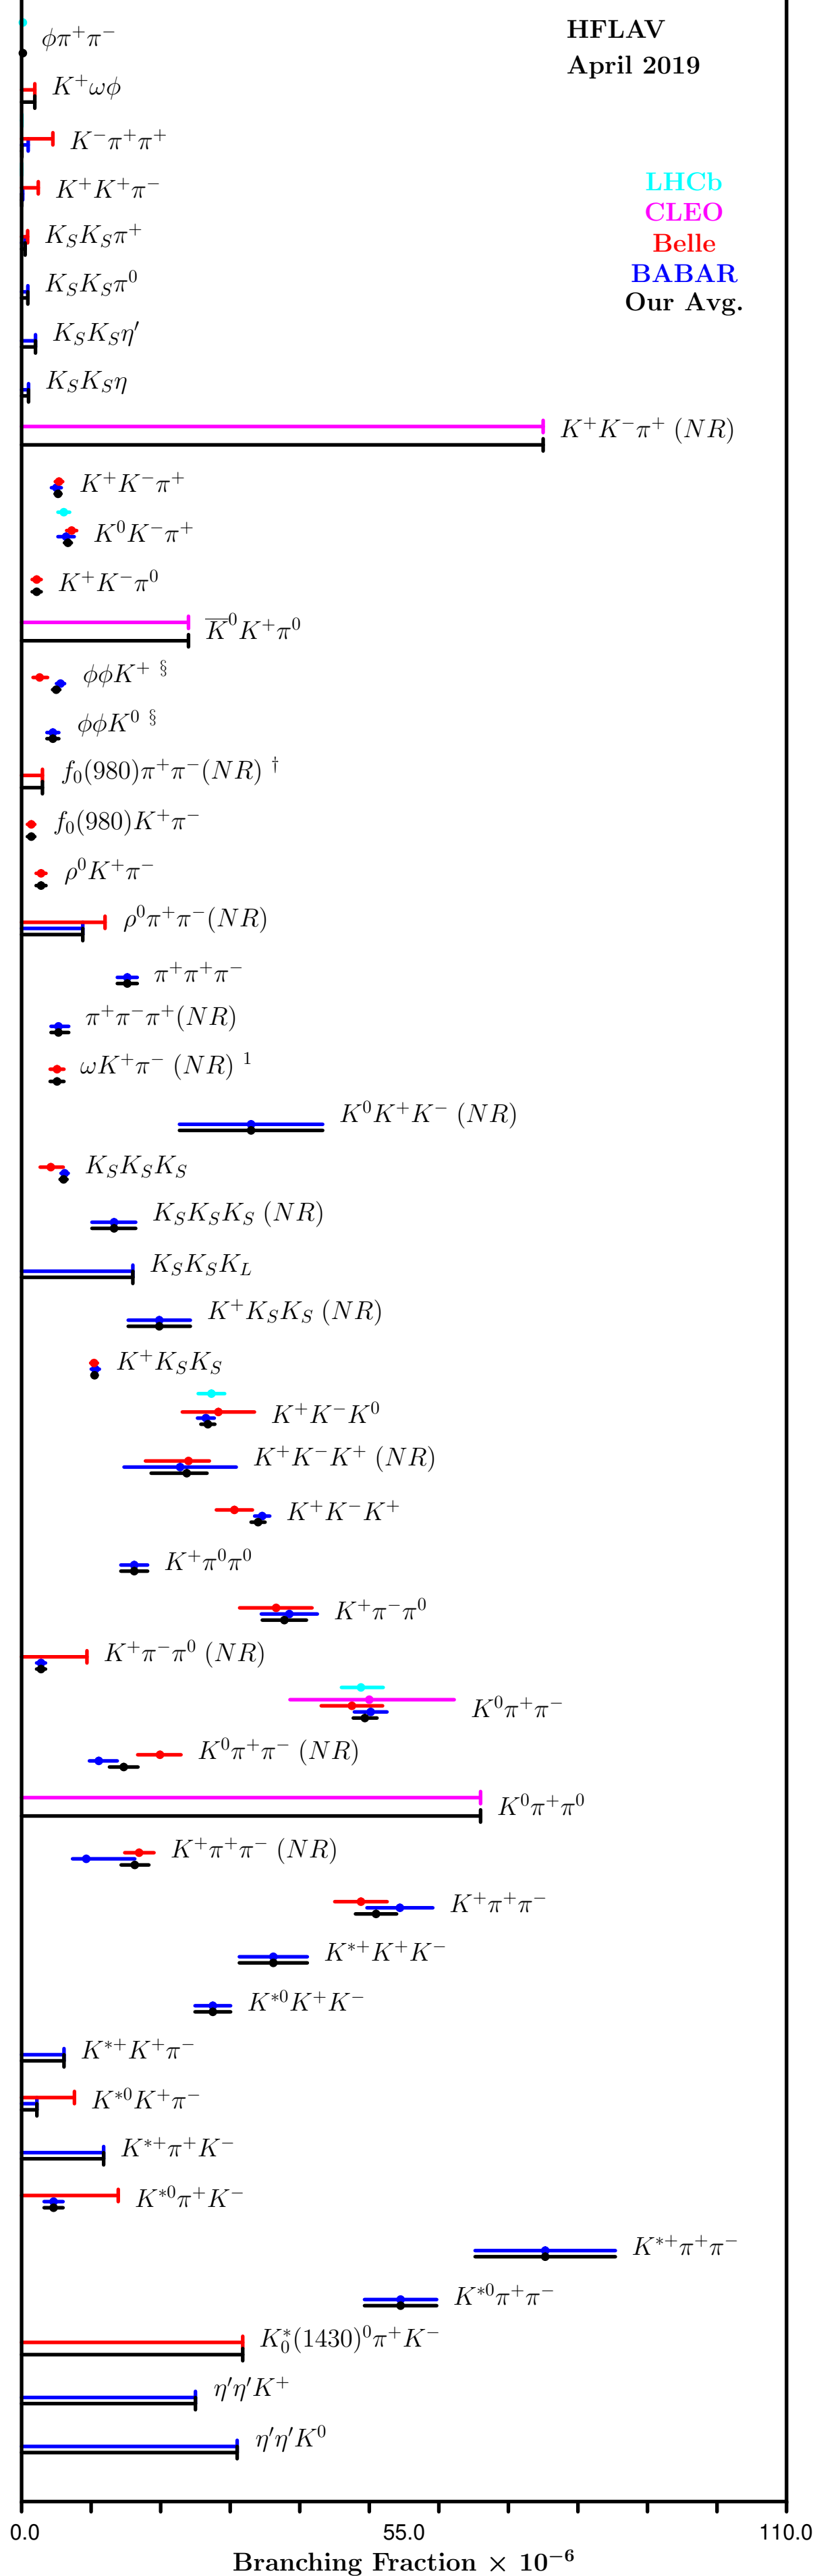 HFLAV
April 2019
LHCb
CLEO
Belle
BABAR
Our Avg.
ϕπ⁺π⁻
K⁺ωϕ
K⁻π⁺π⁺
K⁺K⁺π⁻
K_SK_Sπ⁺
K_SK_Sπ⁰
K_SK_Sη′
K_SK_Sη
K⁺K⁻π⁺ (NR)
K⁺K⁻π⁺
K⁰K⁻π⁺
K⁺K⁻π⁰
K̅⁰K⁺π⁰
ϕϕK⁺ §
ϕϕK⁰ §
f₀(980)π⁺π⁻(NR) †
f₀(980)K⁺π⁻
ρ⁰K⁺π⁻
ρ⁰π⁺π⁻(NR)
π⁺π⁺π⁻
π⁺π⁻π⁺(NR)
ωK⁺π⁻ (NR) ¹
K⁰K⁺K⁻ (NR)
K_SK_SK_S
K_SK_SK_S (NR)
K_SK_SK_L
K⁺K_SK_S (NR)
K⁺K_SK_S
K⁺K⁻K⁰
K⁺K⁻K⁺ (NR)
K⁺K⁻K⁺
K⁺π⁰π⁰
K⁺π⁻π⁰
K⁺π⁻π⁰ (NR)
K⁰π⁺π⁻
K⁰π⁺π⁻ (NR)
K⁰π⁺π⁰
K⁺π⁺π⁻ (NR)
K⁺π⁺π⁻
K*⁺K⁺K⁻
K*⁰K⁺K⁻
K*⁺K⁺π⁻
K*⁰K⁺π⁻
K*⁺π⁺K⁻
K*⁰π⁺K⁻
K*⁺π⁺π⁻
K*⁰π⁺π⁻
K₀*(1430)⁰π⁺K⁻
η′η′K⁺
η′η′K⁰
0.0 55.0 110.0
Branching Fraction × 10⁻⁶